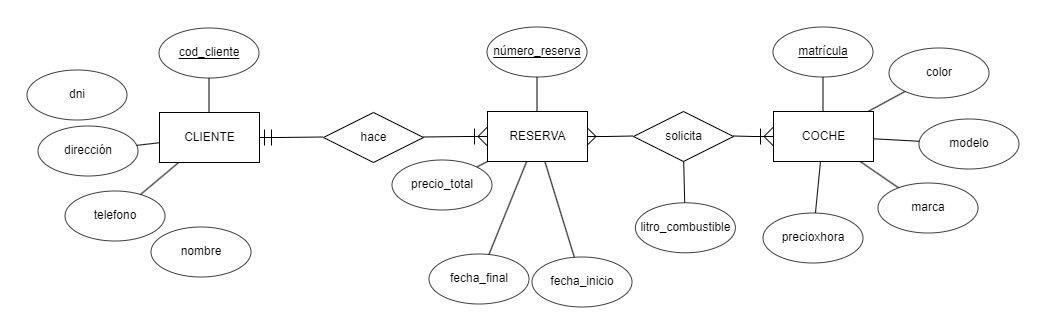 cod_cliente
número_reserva
matrícula
color
dni
CLIENTE
hace
RESERVA
solicita
COCHE
dirección
modelo
precio_total
telefono
marca
litro_combustible
precioxhora
nombre
fecha_final
fecha_inicio